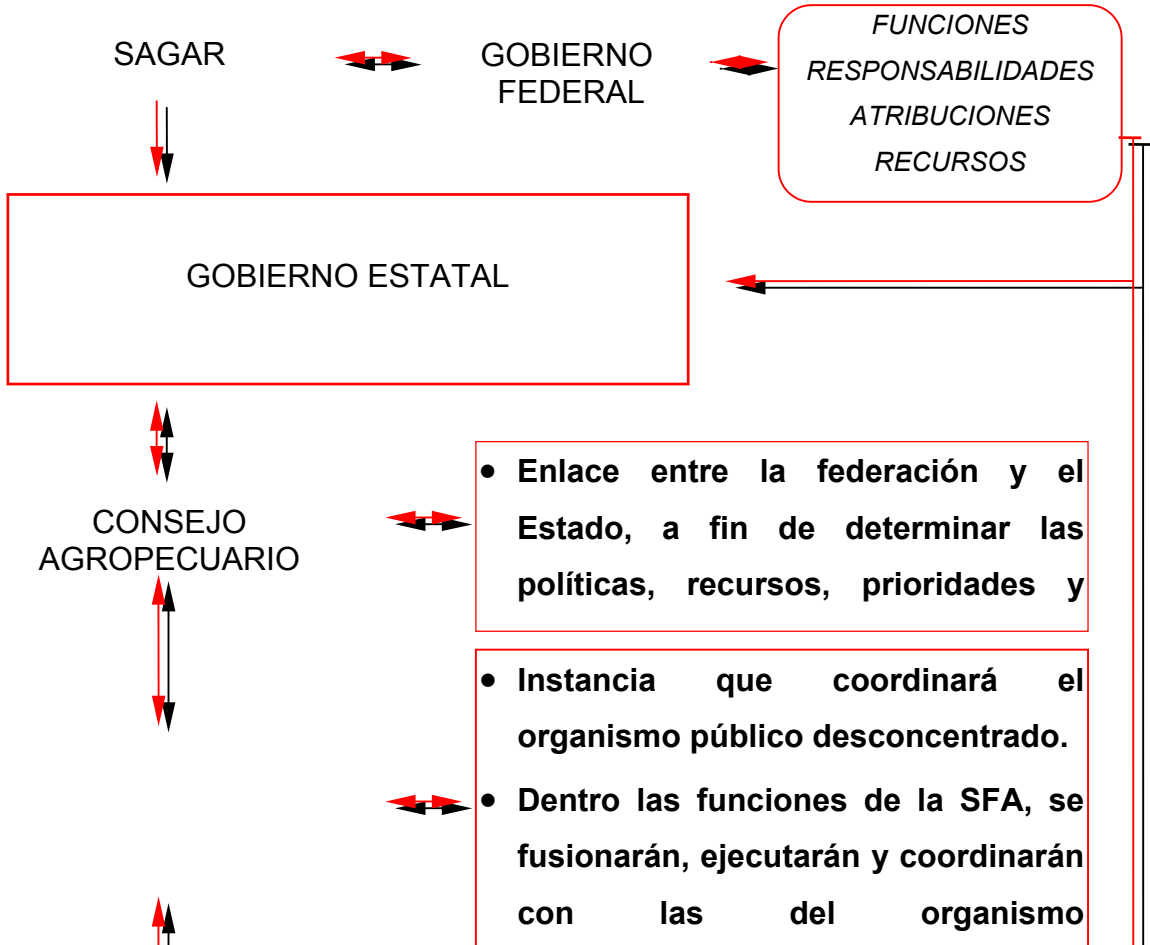 SAGAR
GOBIERNO
FEDERAL
FUNCIONES
RESPONSABILIDADES
ATRIBUCIONES
RECURSOS
GOBIERNO ESTATAL
CONSEJO
AGROPECUARIO
• Enlace entre la federación y el
Estado, a fin de determinar las
políticas, recursos, prioridades y
• Instancia que coordinará el
organismo público desconcentrado.
• Dentro las funciones de la SFA, se
fusionarán, ejecutarán y coordinarán
con las del organismo